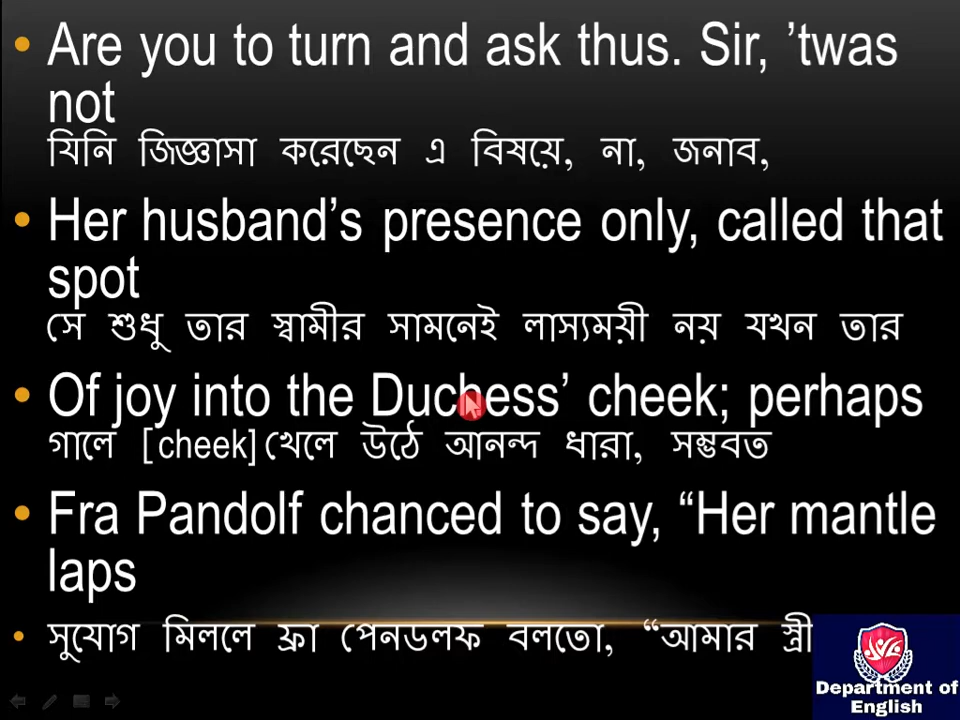 • Are you to turn and ask thus. Sir, ’twas
not
যিনি জিজ্ঞাসা করেছেন এ বিষয়ে, না, জনাব,
• Her husband’s presence only, called that
spot
সে শুধু তার স্বামীর সামনেই লাস্যময়ী নয় যখন তার
• Of joy into the Duchess’ cheek; perhaps
গালে [cheek] খেলে উঠে আনন্দ ধারা, সম্ভবত
• Fra Pandolf chanced to say, “Her mantle
laps
• সুযোগ মিললে ফ্রা পেনডলফ বলতো, “আমার স্ত্রী
Department of
English